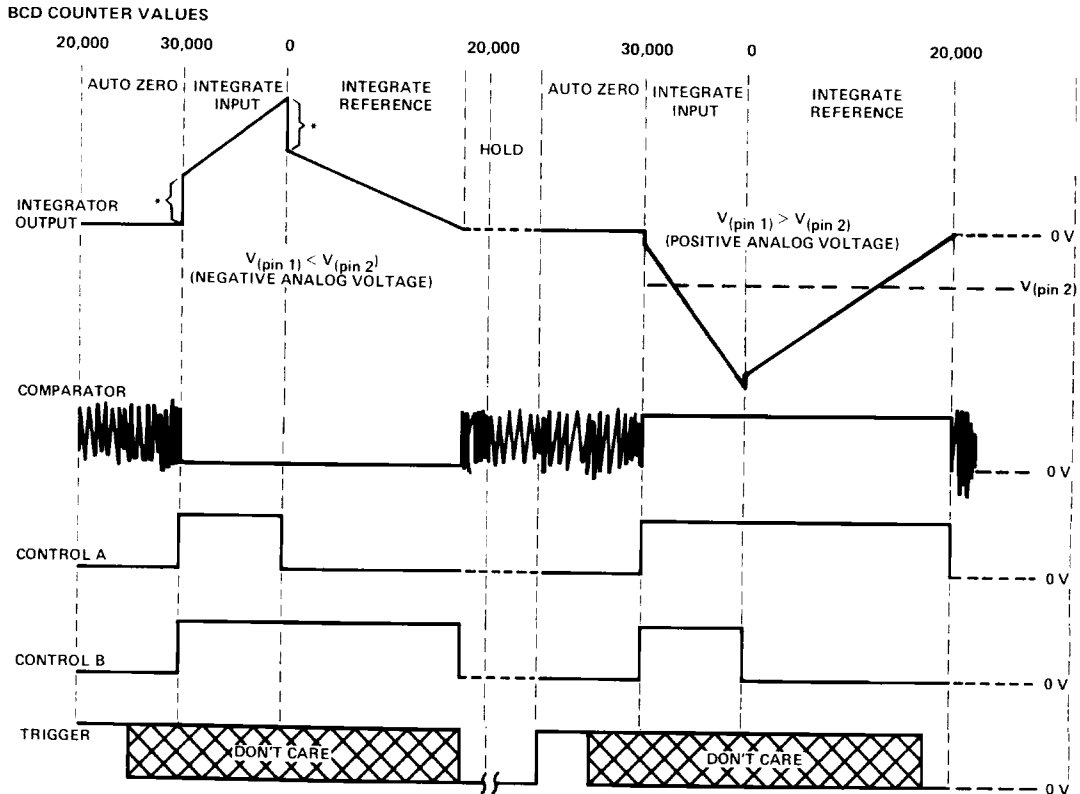 BCD COUNTER VALUES
20,000 30,000 0 20,000 30,000 0 20,000
AUTO ZERO
INTEGRATE
INPUT
INTEGRATE
REFERENCE
HOLD
AUTO ZERO
INTEGRATE
INPUT
INTEGRATE
REFERENCE
*
*
INTEGRATOR
OUTPUT
V(pin 1) < V(pin 2)
(NEGATIVE ANALOG VOLTAGE)
V(pin 1) > V(pin 2)
(POSITIVE ANALOG VOLTAGE)
0 V
V(pin 2)
COMPARATOR
0 V
CONTROL A
0 V
CONTROL B
0 V
TRIGGER
DON'T CARE
DON'T CARE
0 V